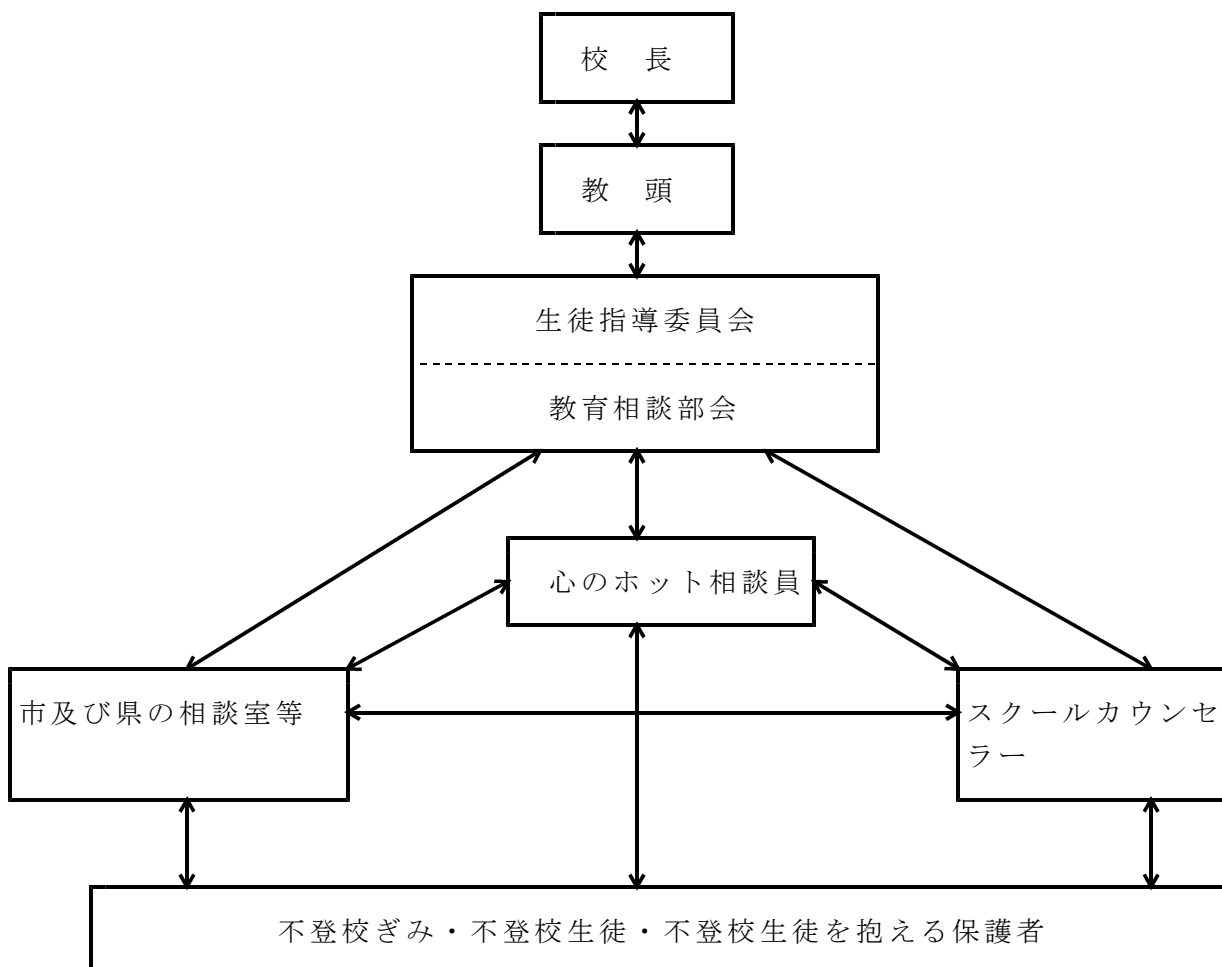 校　長
教　頭
生徒指導委員会
教育相談部会
心のホット相談員
市及び県の相談室等
スクールカウンセ
ラー
不登校ぎみ・不登校生徒・不登校生徒を抱える保護者